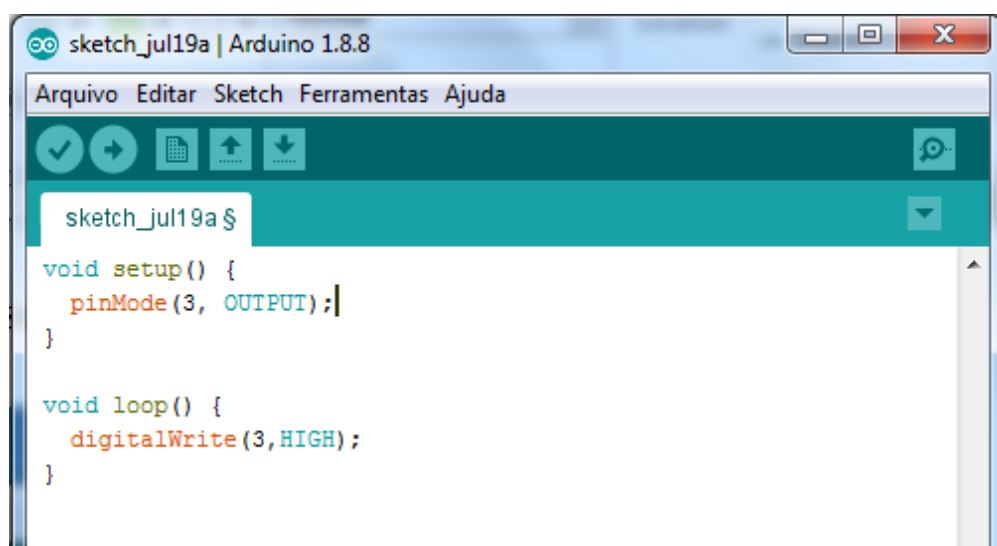 sketch_jul19a | Arduino 1.8.8
Arquivo Editar Sketch Ferramentas Ajuda
sketch_jul19a §
void setup() {
  pinMode(3, OUTPUT);
}
void loop() {
  digitalWrite(3,HIGH);
}